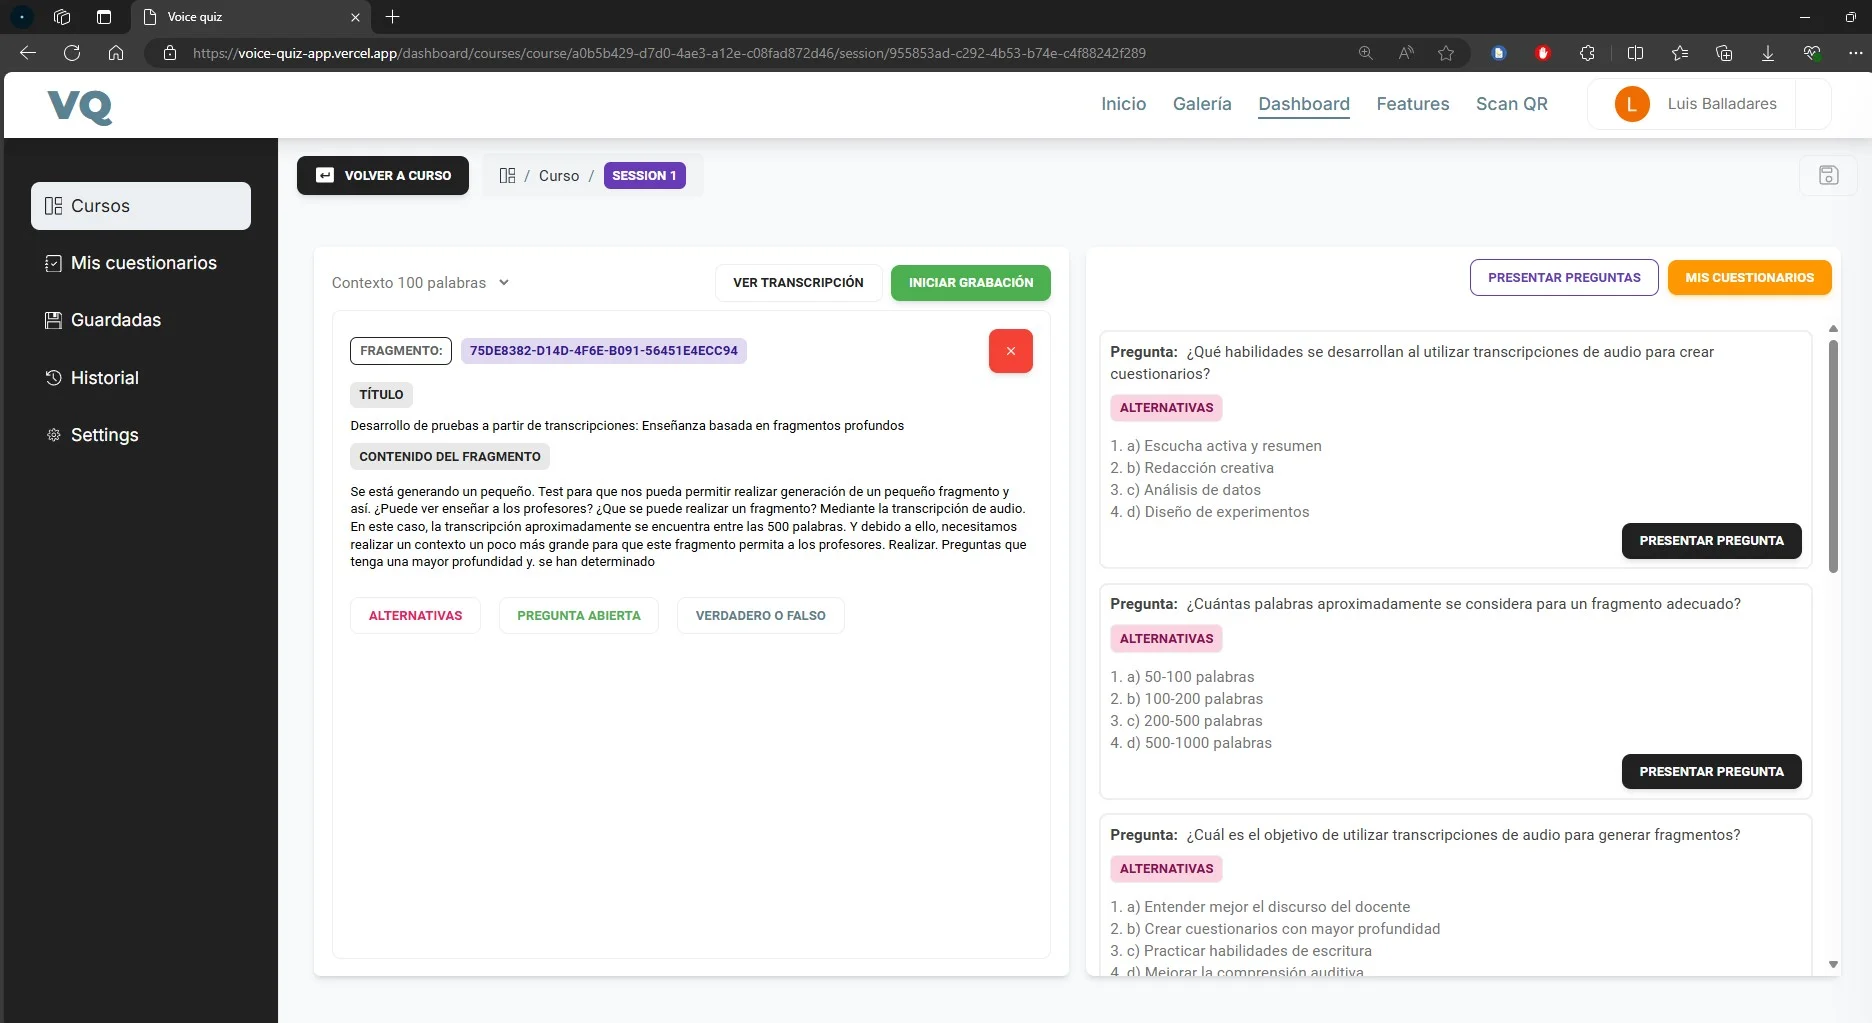 Voice quiz
https://voice-quiz-app.vercel.app/dashboard/courses/course/a0b5b429-d7d0-4ae3-a12e-c08fad872d46/session/955853ad-c292-4b53-b74e-c4f88242f289
VQ
Inicio Galería Dashboard Features Scan QR L Luis Balladares
Cursos
Mis cuestionarios
Guardadas
Historial
Settings
VOLVER A CURSO / Curso / SESSION 1
Contexto 100 palabras VER TRANSCRIPCIÓN INICIAR GRABACIÓN
FRAGMENTO: 75DE8382-D14D-4F6E-B091-56451E4ECC94
TÍTULO
Desarrollo de pruebas a partir de transcripciones: Enseñanza basada en fragmentos profundos
CONTENIDO DEL FRAGMENTO
Se está generando un pequeño. Test para que nos pueda permitir realizar generación de un pequeño fragmento y
así. ¿Puede ver enseñar a los profesores? ¿Que se puede realizar un fragmento? Mediante la transcripción de audio.
En este caso, la transcripción aproximadamente se encuentra entre las 500 palabras. Y debido a ello, necesitamos
realizar un contexto un poco más grande para que este fragmento permita a los profesores. Realizar. Preguntas que
tenga una mayor profundidad y. se han determinado
ALTERNATIVAS PREGUNTA ABIERTA VERDADERO O FALSO
PRESENTAR PREGUNTAS MIS CUESTIONARIOS
Pregunta: ¿Qué habilidades se desarrollan al utilizar transcripciones de audio para crear
cuestionarios?
ALTERNATIVAS
1. a) Escucha activa y resumen
2. b) Redacción creativa
3. c) Análisis de datos
4. d) Diseño de experimentos
PRESENTAR PREGUNTA
Pregunta: ¿Cuántas palabras aproximadamente se considera para un fragmento adecuado?
ALTERNATIVAS
1. a) 50-100 palabras
2. b) 100-200 palabras
3. c) 200-500 palabras
4. d) 500-1000 palabras
PRESENTAR PREGUNTA
Pregunta: ¿Cuál es el objetivo de utilizar transcripciones de audio para generar fragmentos?
ALTERNATIVAS
1. a) Entender mejor el discurso del docente
2. b) Crear cuestionarios con mayor profundidad
3. c) Practicar habilidades de escritura
4. d) Mejorar la comprensión auditiva